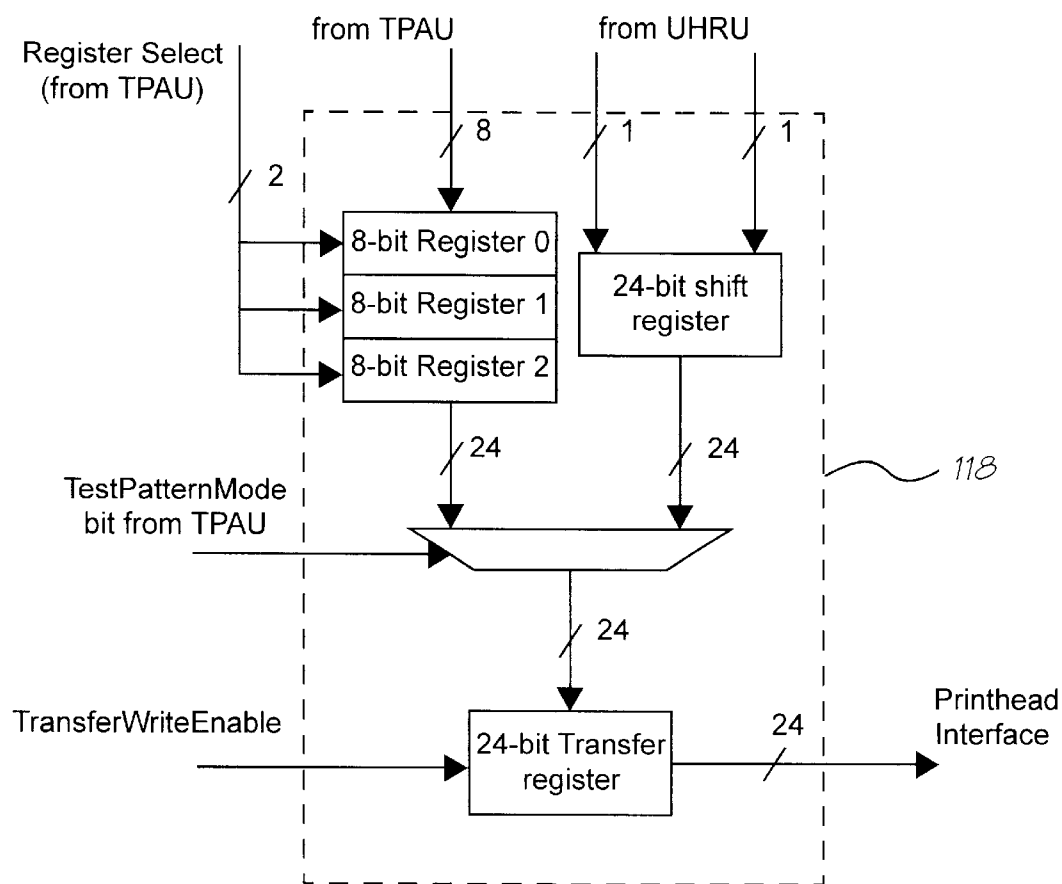 from TPAU
from UHRU
Register Select
(from TPAU)
8
1
1
2
8-bit Register 0
8-bit Register 1
8-bit Register 2
24-bit shift
register
24
24
118
TestPatternMode
bit from TPAU
24
TransferWriteEnable
24-bit Transfer
register
24
Printhead
Interface